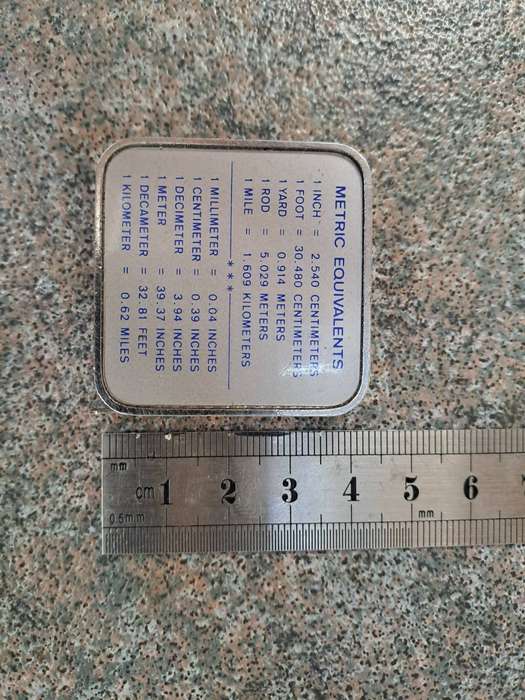 METRIC EQUIVALENTS
1 INCH = 2.540 CENTIMETERS
1 FOOT = 30.480 CENTIMETERS
1 YARD = 0.914 METERS
1 ROD = 5.029 METERS
1 MILE = 1.609 KILOMETERS
***
1 MILLIMETER = 0.04 INCHES
1 CENTIMETER = 0.39 INCHES
1 DECIMETER = 3.94 INCHES
1 METER = 39.37 INCHES
1 DECAMETER = 32.81 FEET
1 KILOMETER = 0.62 MILES
mm
cm 1 2 3 4 5 6
0.5mm mm